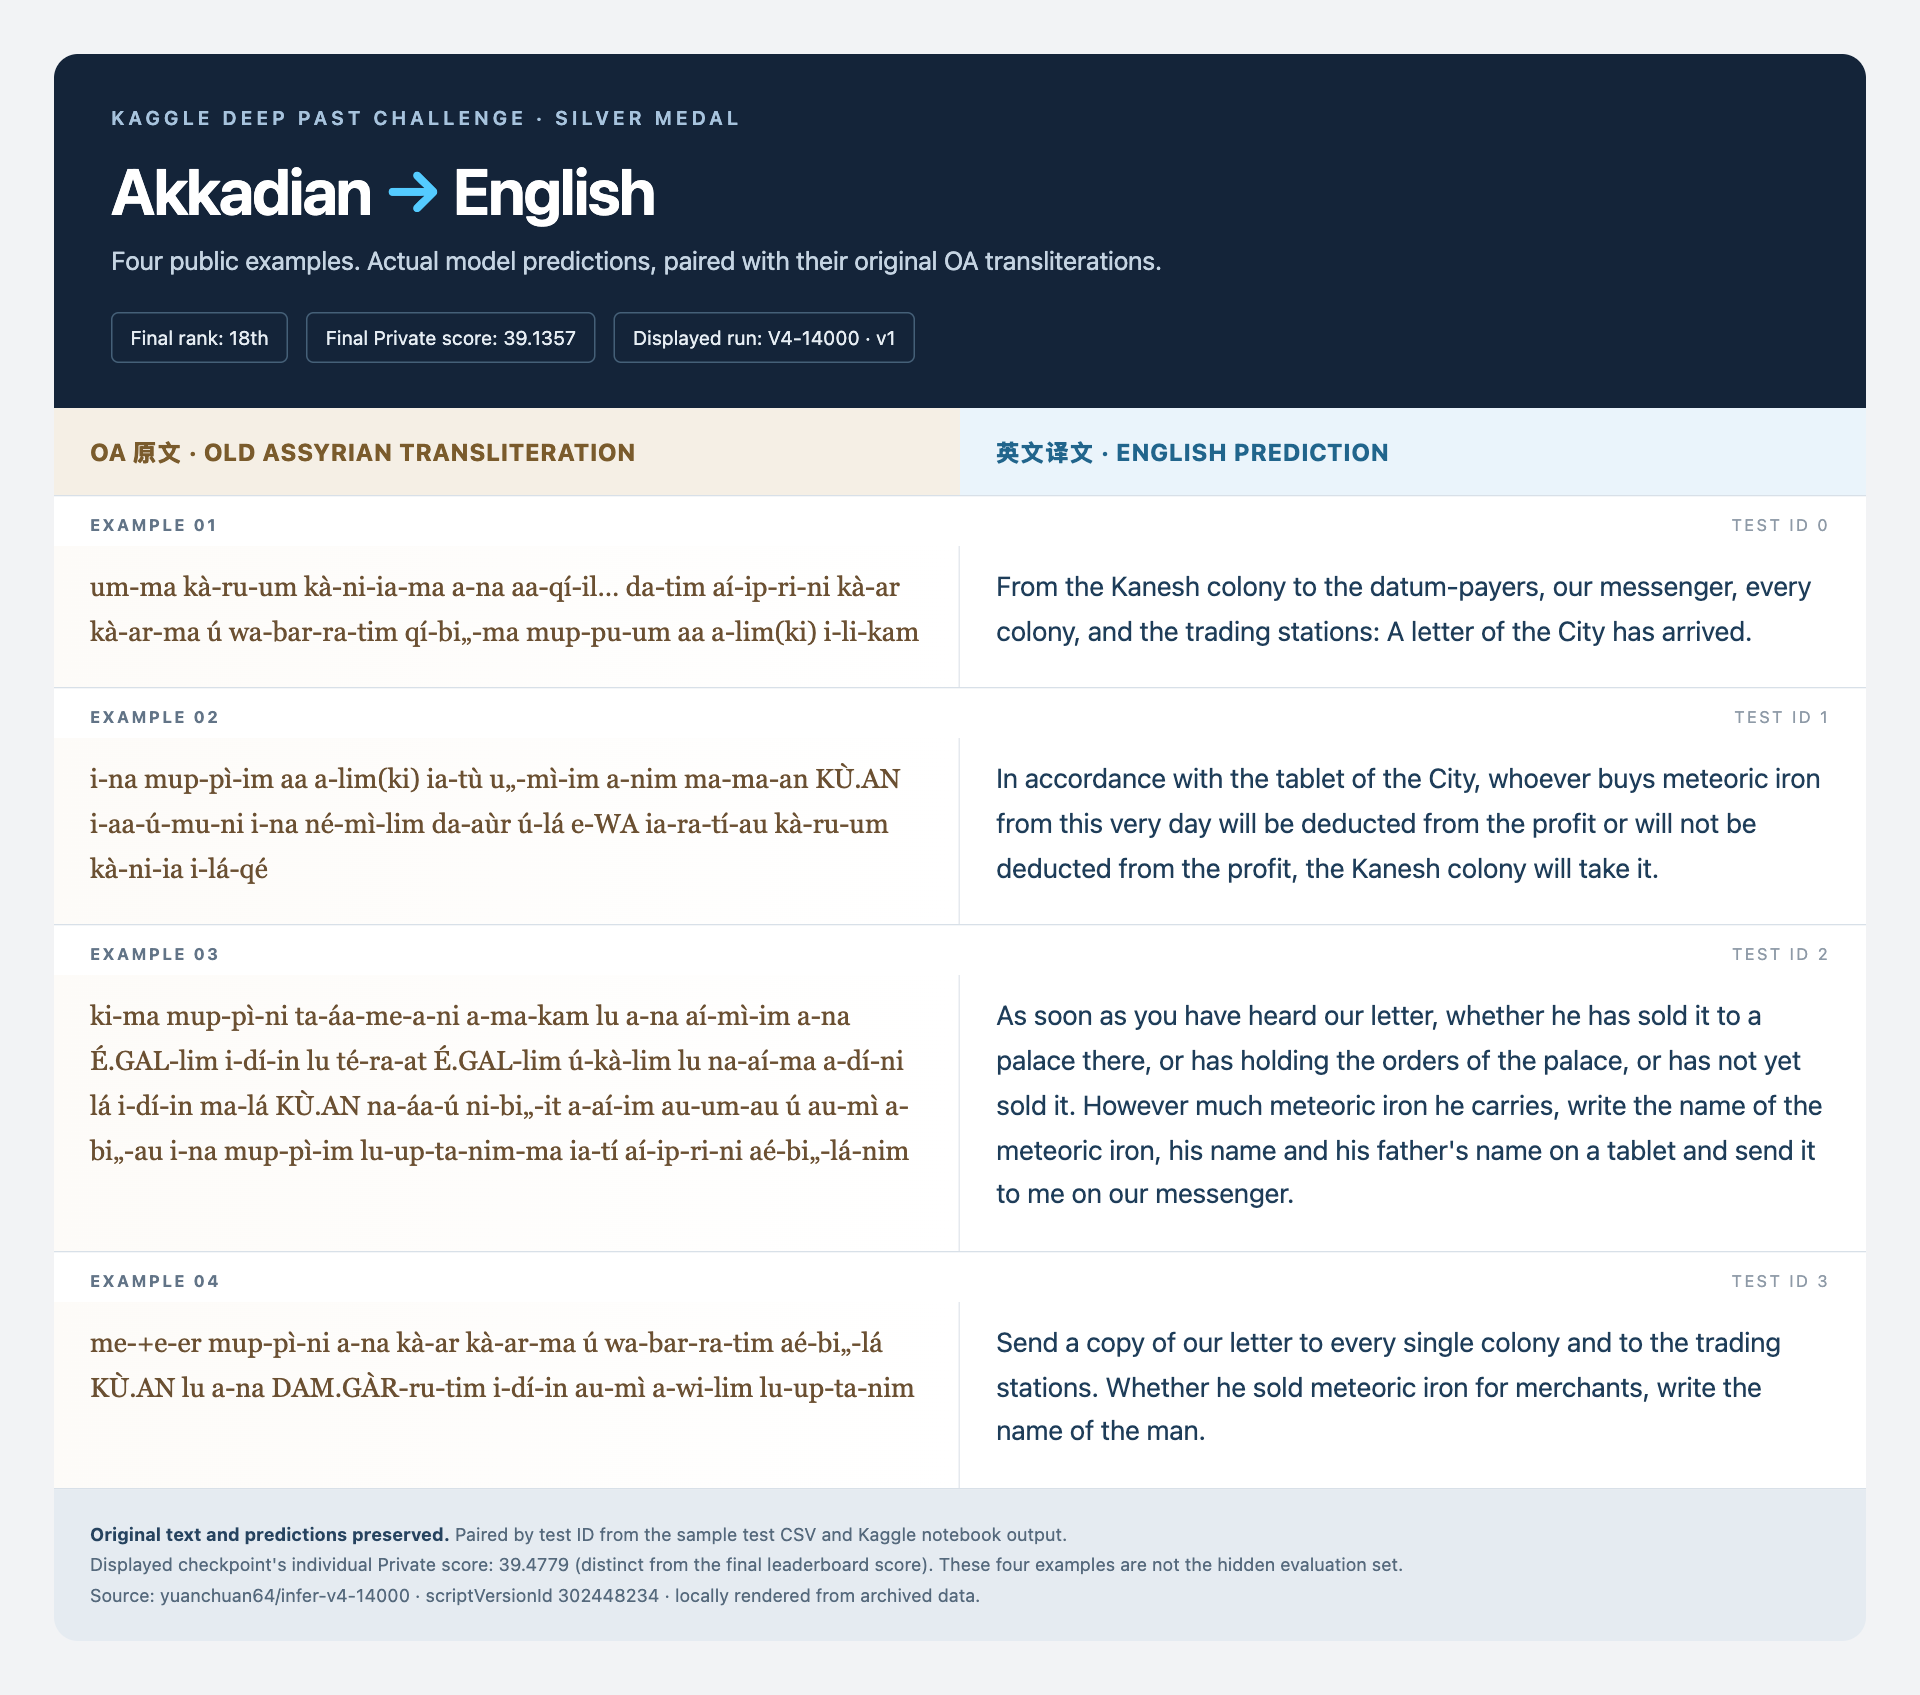 KAGGLE DEEP PAST CHALLENGE · SILVER MEDAL
Akkadian → English
Four public examples. Actual model predictions, paired with their original OA transliterations.
Final rank: 18th
Final Private score: 39.1357
Displayed run: V4-14000 · v1
OA 原文 · OLD ASSYRIAN TRANSLITERATION
英文译文 · ENGLISH PREDICTION
EXAMPLE 01
TEST ID 0
um-ma kà-ru-um kà-ni-ia-ma a-na aa-qí-il… da-tim aí-ip-ri-ni kà-ar
kà-ar-ma ú wa-bar-ra-tim qí-bi„-ma mup-pu-um aa a-lim(ki) i-li-kam
From the Kanesh colony to the datum-payers, our messenger, every
colony, and the trading stations: A letter of the City has arrived.
EXAMPLE 02
TEST ID 1
i-na mup-pì-im aa a-lim(ki) ia-tù u„-mì-im a-nim ma-ma-an KÙ.AN
i-aa-ú-mu-ni i-na né-mì-lim da-aùr ú-lá e-WA ia-ra-tí-au kà-ru-um
kà-ni-ia i-lá-qé
In accordance with the tablet of the City, whoever buys meteoric iron
from this very day will be deducted from the profit or will not be
deducted from the profit, the Kanesh colony will take it.
EXAMPLE 03
TEST ID 2
ki-ma mup-pì-ni ta-áa-me-a-ni a-ma-kam lu a-na aí-mì-im a-na
É.GAL-lim i-dí-in lu té-ra-at É.GAL-lim ú-kà-lim lu na-aí-ma a-dí-ni
lá i-dí-in ma-lá KÙ.AN na-áa-ú ni-bi„-it a-aí-im au-um-au ú au-mì a-
bi„-au i-na mup-pì-im lu-up-ta-nim-ma ia-tí aí-ip-ri-ni aé-bi„-lá-nim
As soon as you have heard our letter, whether he has sold it to a
palace there, or has holding the orders of the palace, or has not yet
sold it. However much meteoric iron he carries, write the name of the
meteoric iron, his name and his father's name on a tablet and send it
to me on our messenger.
EXAMPLE 04
TEST ID 3
me-+e-er mup-pì-ni a-na kà-ar kà-ar-ma ú wa-bar-ra-tim aé-bi„-lá
KÙ.AN lu a-na DAM.GÀR-ru-tim i-dí-in au-mì a-wi-lim lu-up-ta-nim
Send a copy of our letter to every single colony and to the trading
stations. Whether he sold meteoric iron for merchants, write the
name of the man.
Original text and predictions preserved. Paired by test ID from the sample test CSV and Kaggle notebook output.
Displayed checkpoint's individual Private score: 39.4779 (distinct from the final leaderboard score). These four examples are not the hidden evaluation set.
Source: yuanchuan64/infer-v4-14000 · scriptVersionId 302448234 · locally rendered from archived data.